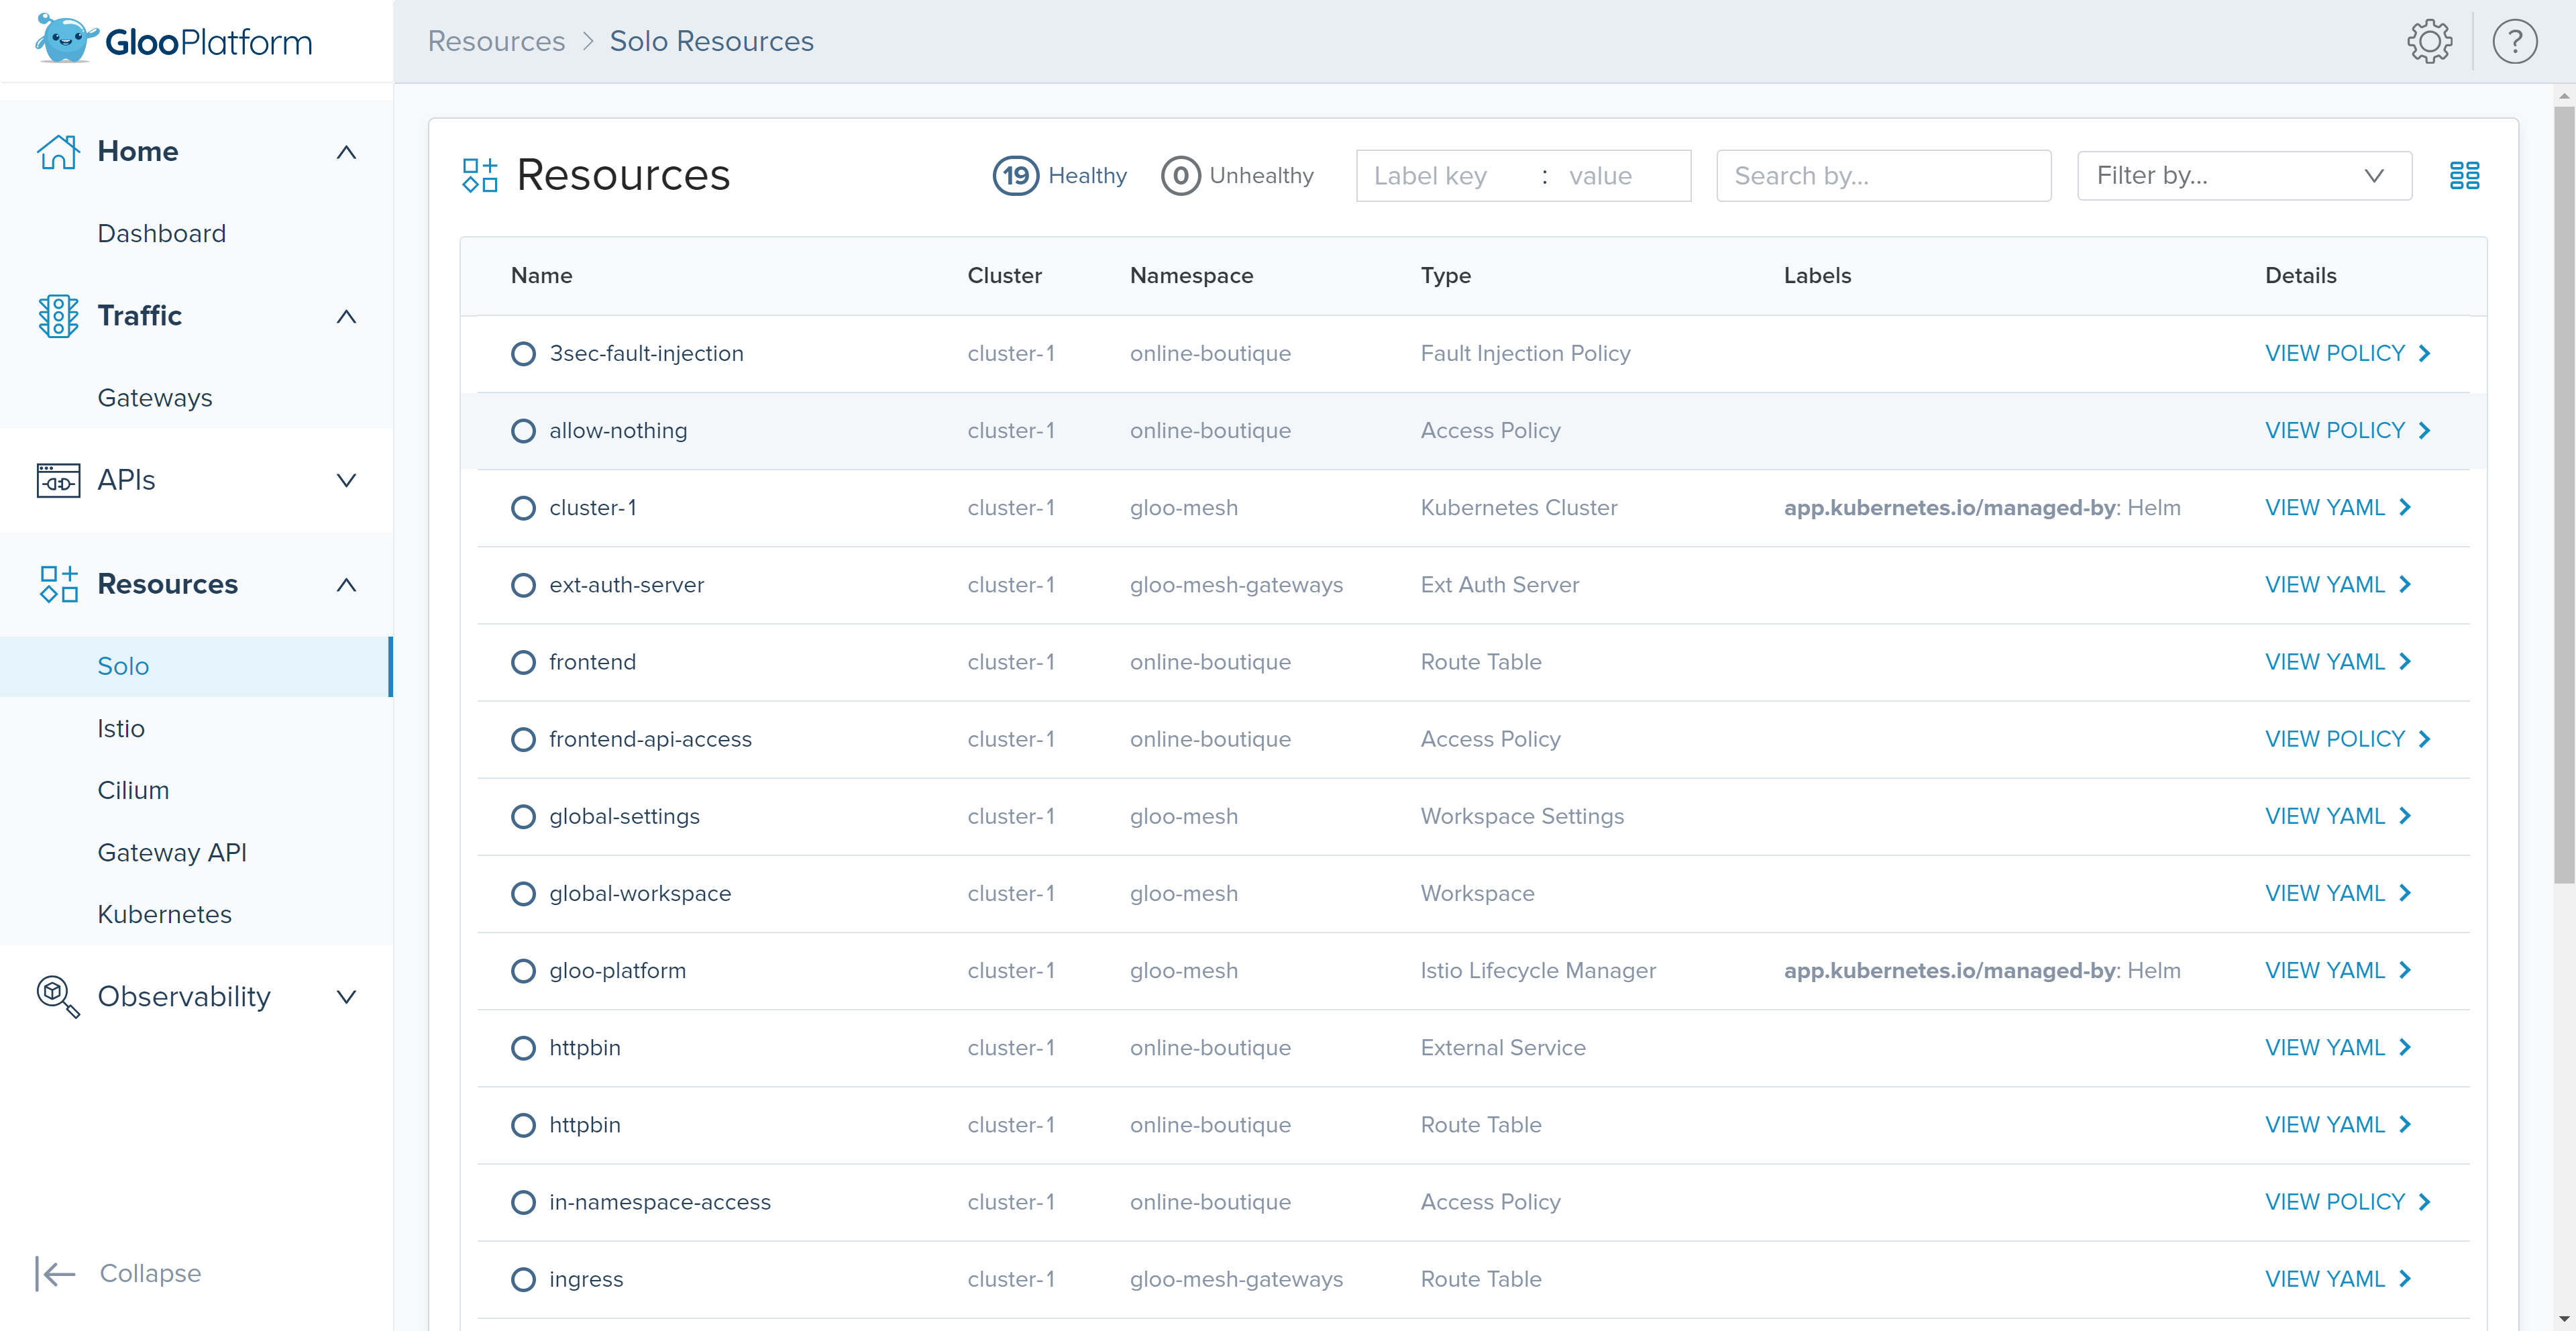 GlooPlatform
Resources > Solo Resources
?
Home
Dashboard
Traffic
Gateways
APIs
Resources
Solo
Istio
Cilium
Gateway API
Kubernetes
Observability
Collapse
Resources
19 Healthy 0 Unhealthy Label key : value Search by... Filter by...
Name Cluster Namespace Type Labels Details
3sec-fault-injection cluster-1 online-boutique Fault Injection Policy VIEW POLICY
allow-nothing cluster-1 online-boutique Access Policy VIEW POLICY
cluster-1 cluster-1 gloo-mesh Kubernetes Cluster app.kubernetes.io/managed-by: Helm VIEW YAML
ext-auth-server cluster-1 gloo-mesh-gateways Ext Auth Server VIEW YAML
frontend cluster-1 online-boutique Route Table VIEW YAML
frontend-api-access cluster-1 online-boutique Access Policy VIEW POLICY
global-settings cluster-1 gloo-mesh Workspace Settings VIEW YAML
global-workspace cluster-1 gloo-mesh Workspace VIEW YAML
gloo-platform cluster-1 gloo-mesh Istio Lifecycle Manager app.kubernetes.io/managed-by: Helm VIEW YAML
httpbin cluster-1 online-boutique External Service VIEW YAML
httpbin cluster-1 online-boutique Route Table VIEW YAML
in-namespace-access cluster-1 online-boutique Access Policy VIEW POLICY
ingress cluster-1 gloo-mesh-gateways Route Table VIEW YAML